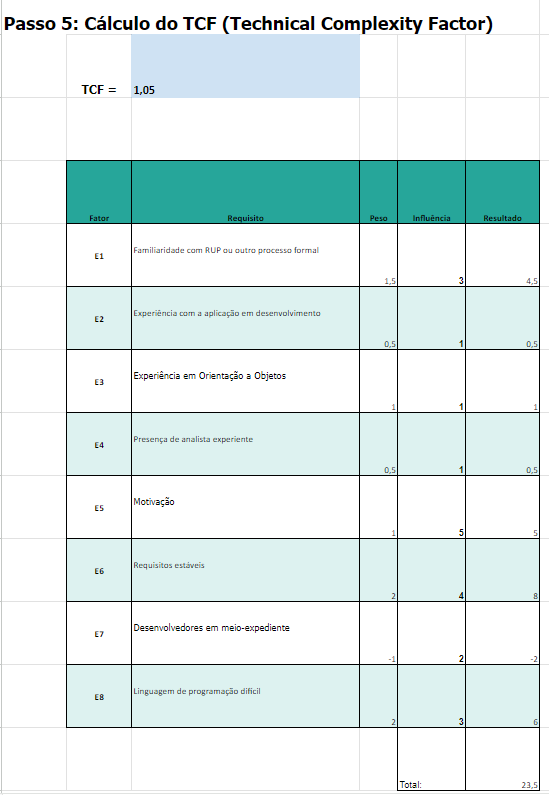 Passo 5: Cálculo do TCF (Technical Complexity Factor)
TCF = 1,05
Fator Requisito Peso Influência Resultado
E1 Familiaridade com RUP ou outro processo formal 1,5 3 4,5
E2 Experiência com a aplicação em desenvolvimento 0,5 1 0,5
E3 Experiência em Orientação a Objetos 1 1 1
E4 Presença de analista experiente 0,5 1 0,5
E5 Motivação 1 5 5
E6 Requisitos estáveis 2 4 8
E7 Desenvolvedores em meio-expediente -1 2 -2
E8 Linguagem de programação difícil 2 3 6
Total: 23,5